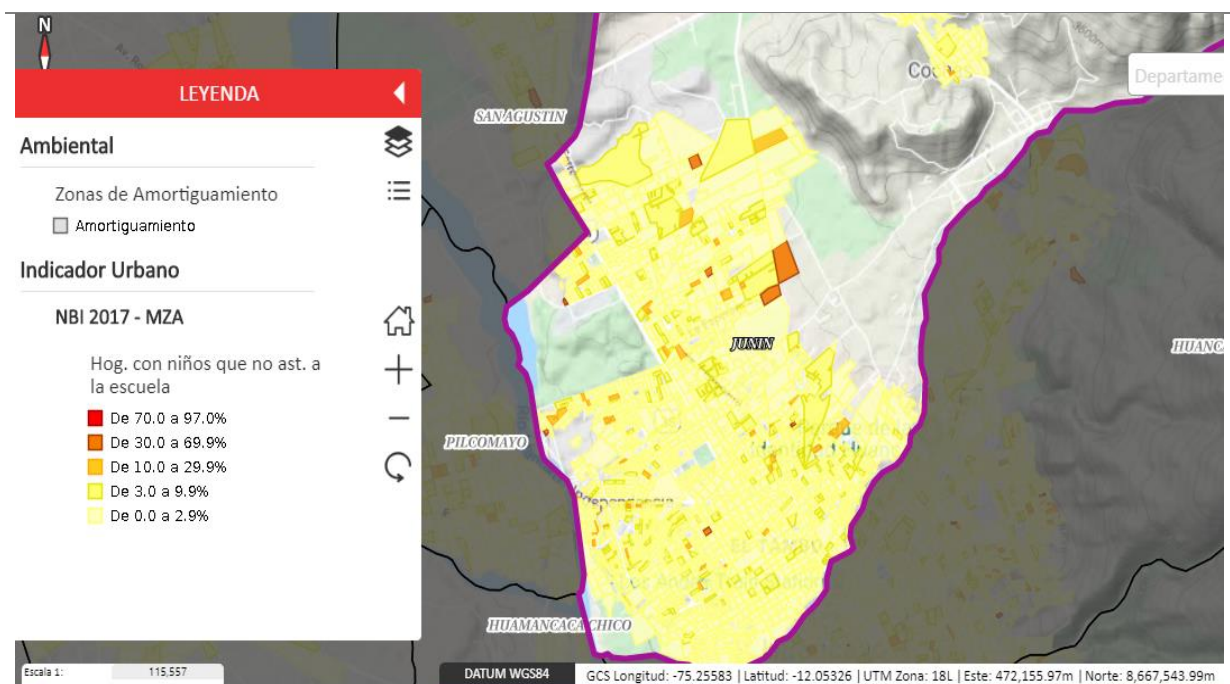 N
LEYENDA
Ambiental
Zonas de Amortiguamiento
Amortiguamiento
Indicador Urbano
NBI 2017 - MZA
Hog. con niños que no ast. a
la escuela
De 70.0 a 97.0%
De 30.0 a 69.9%
De 10.0 a 29.9%
De 3.0 a 9.9%
De 0.0 a 2.9%
SAN AGUSTIN
Departame
JUNIN
HUANC
PILCOMAYO
EL TAMBO
HUAMANCACA CHICO
Escala 1:
115,557
DATUM WGS84
GCS Longitud: -75.25583 | Latitud: -12.05326 | UTM Zona: 18L | Este: 472,155.97m | Norte: 8,667,543.99m